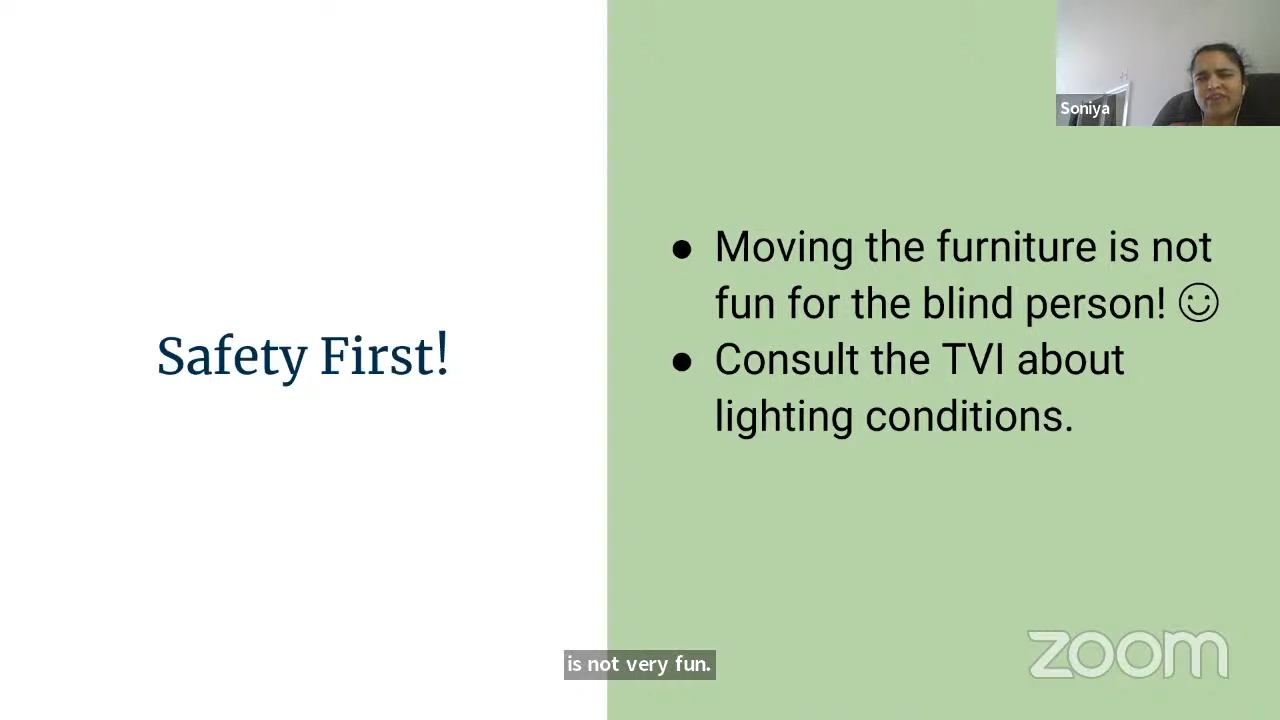 Soniya
Safety First!
● Moving the furniture is not
fun for the blind person! ☺
● Consult the TVI about
lighting conditions.
is not very fun.
zoom